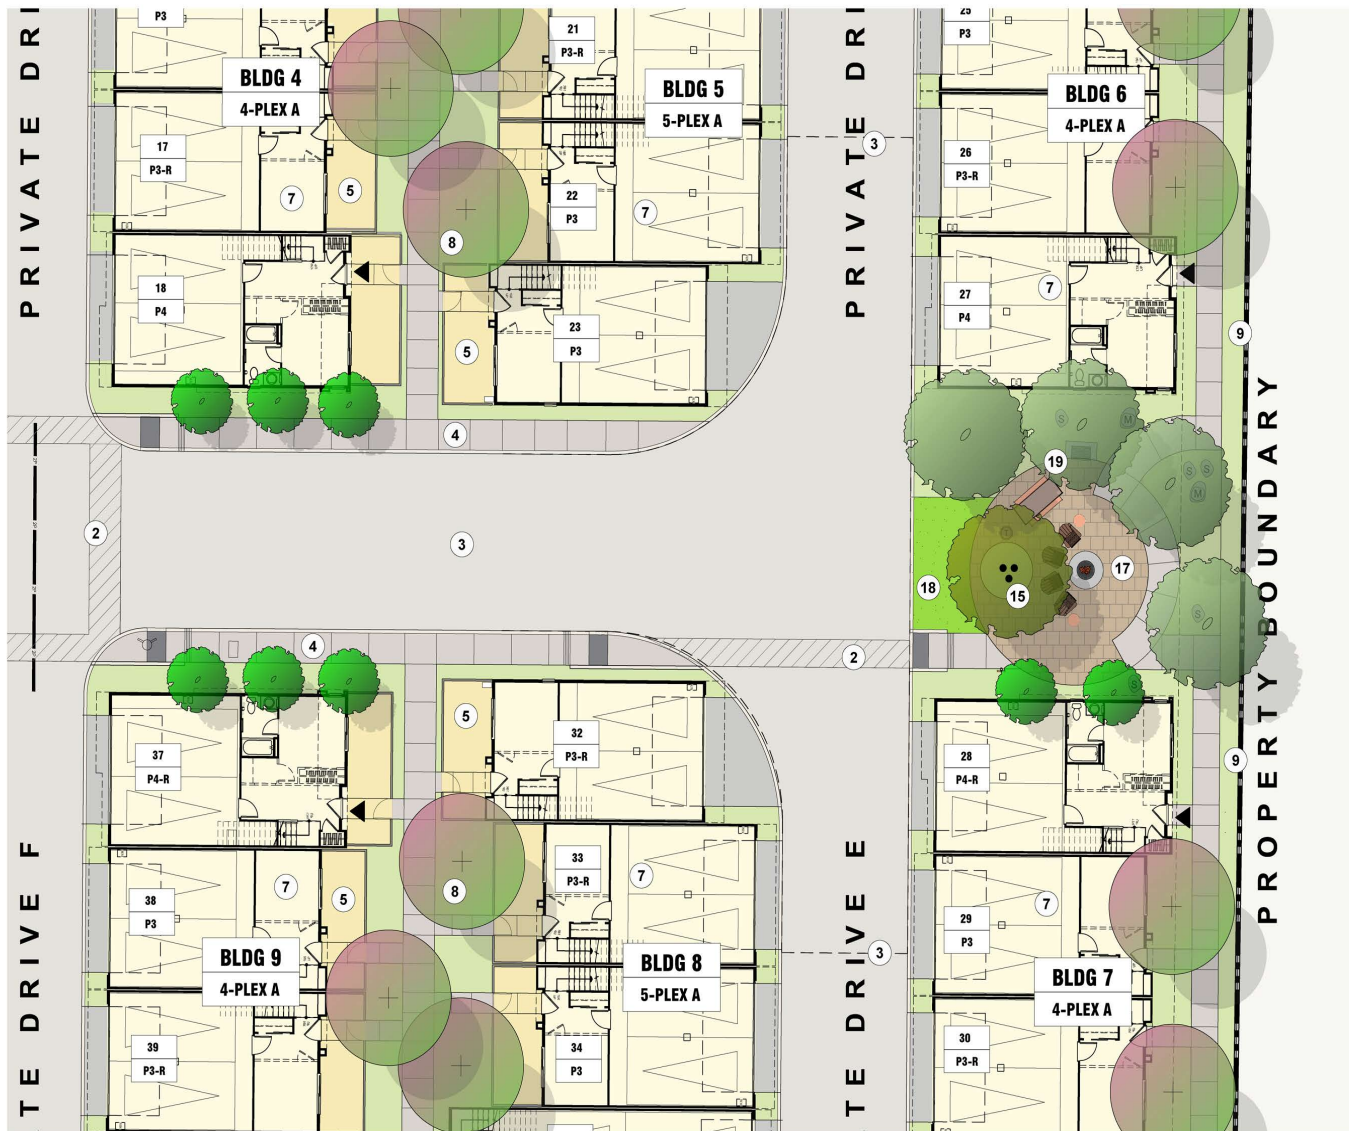 PRIVATE DRI
P3
BLDG 4
4-PLEX A
17
P3-R
7
5
18
P4
21
P3-R
BLDG 5
5-PLEX A
22
P3
7
8
23
P3
5
4
PRIVATE DRI
3
25
P3
BLDG 6
4-PLEX A
26
P3-R
27
P4
7
9
PROPERTY BOUNDARY
2
3
19
S
M
S
S
M
17
15
18
S
S
4
2
37
P4-R
5
32
P3-R
28
P4-R
9
TE DRIVE F
38
P3
7
5
BLDG 9
4-PLEX A
39
P3-R
8
33
P3-R
7
BLDG 8
5-PLEX A
34
P3
TE DRIVE E
3
29
P3
7
BLDG 7
4-PLEX A
30
P3-R